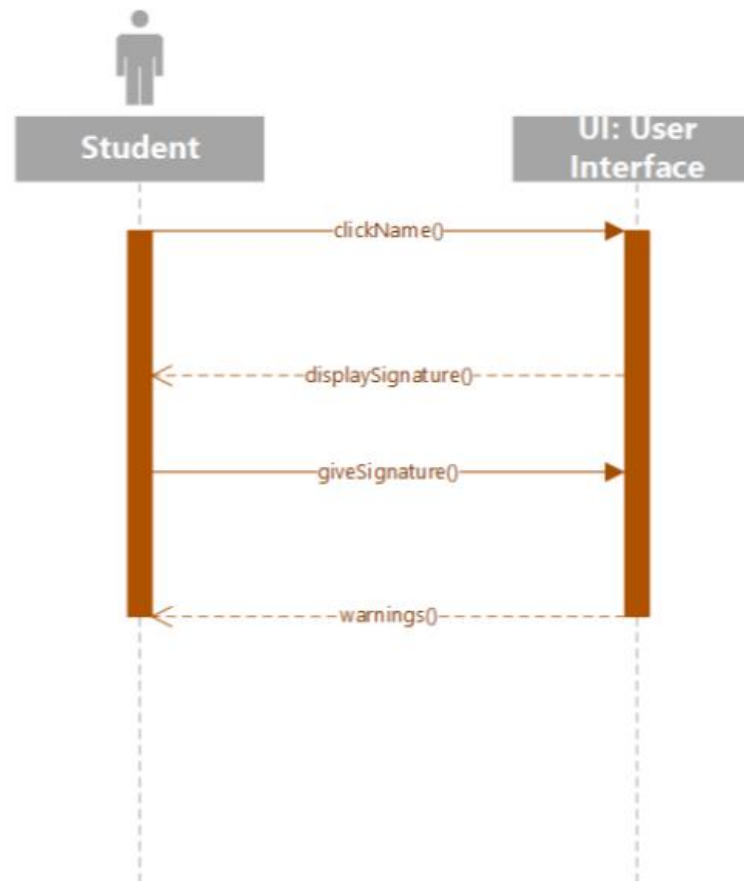 Student
UI: User
Interface
clickName()
displaySignature()
giveSignature()
warnings()